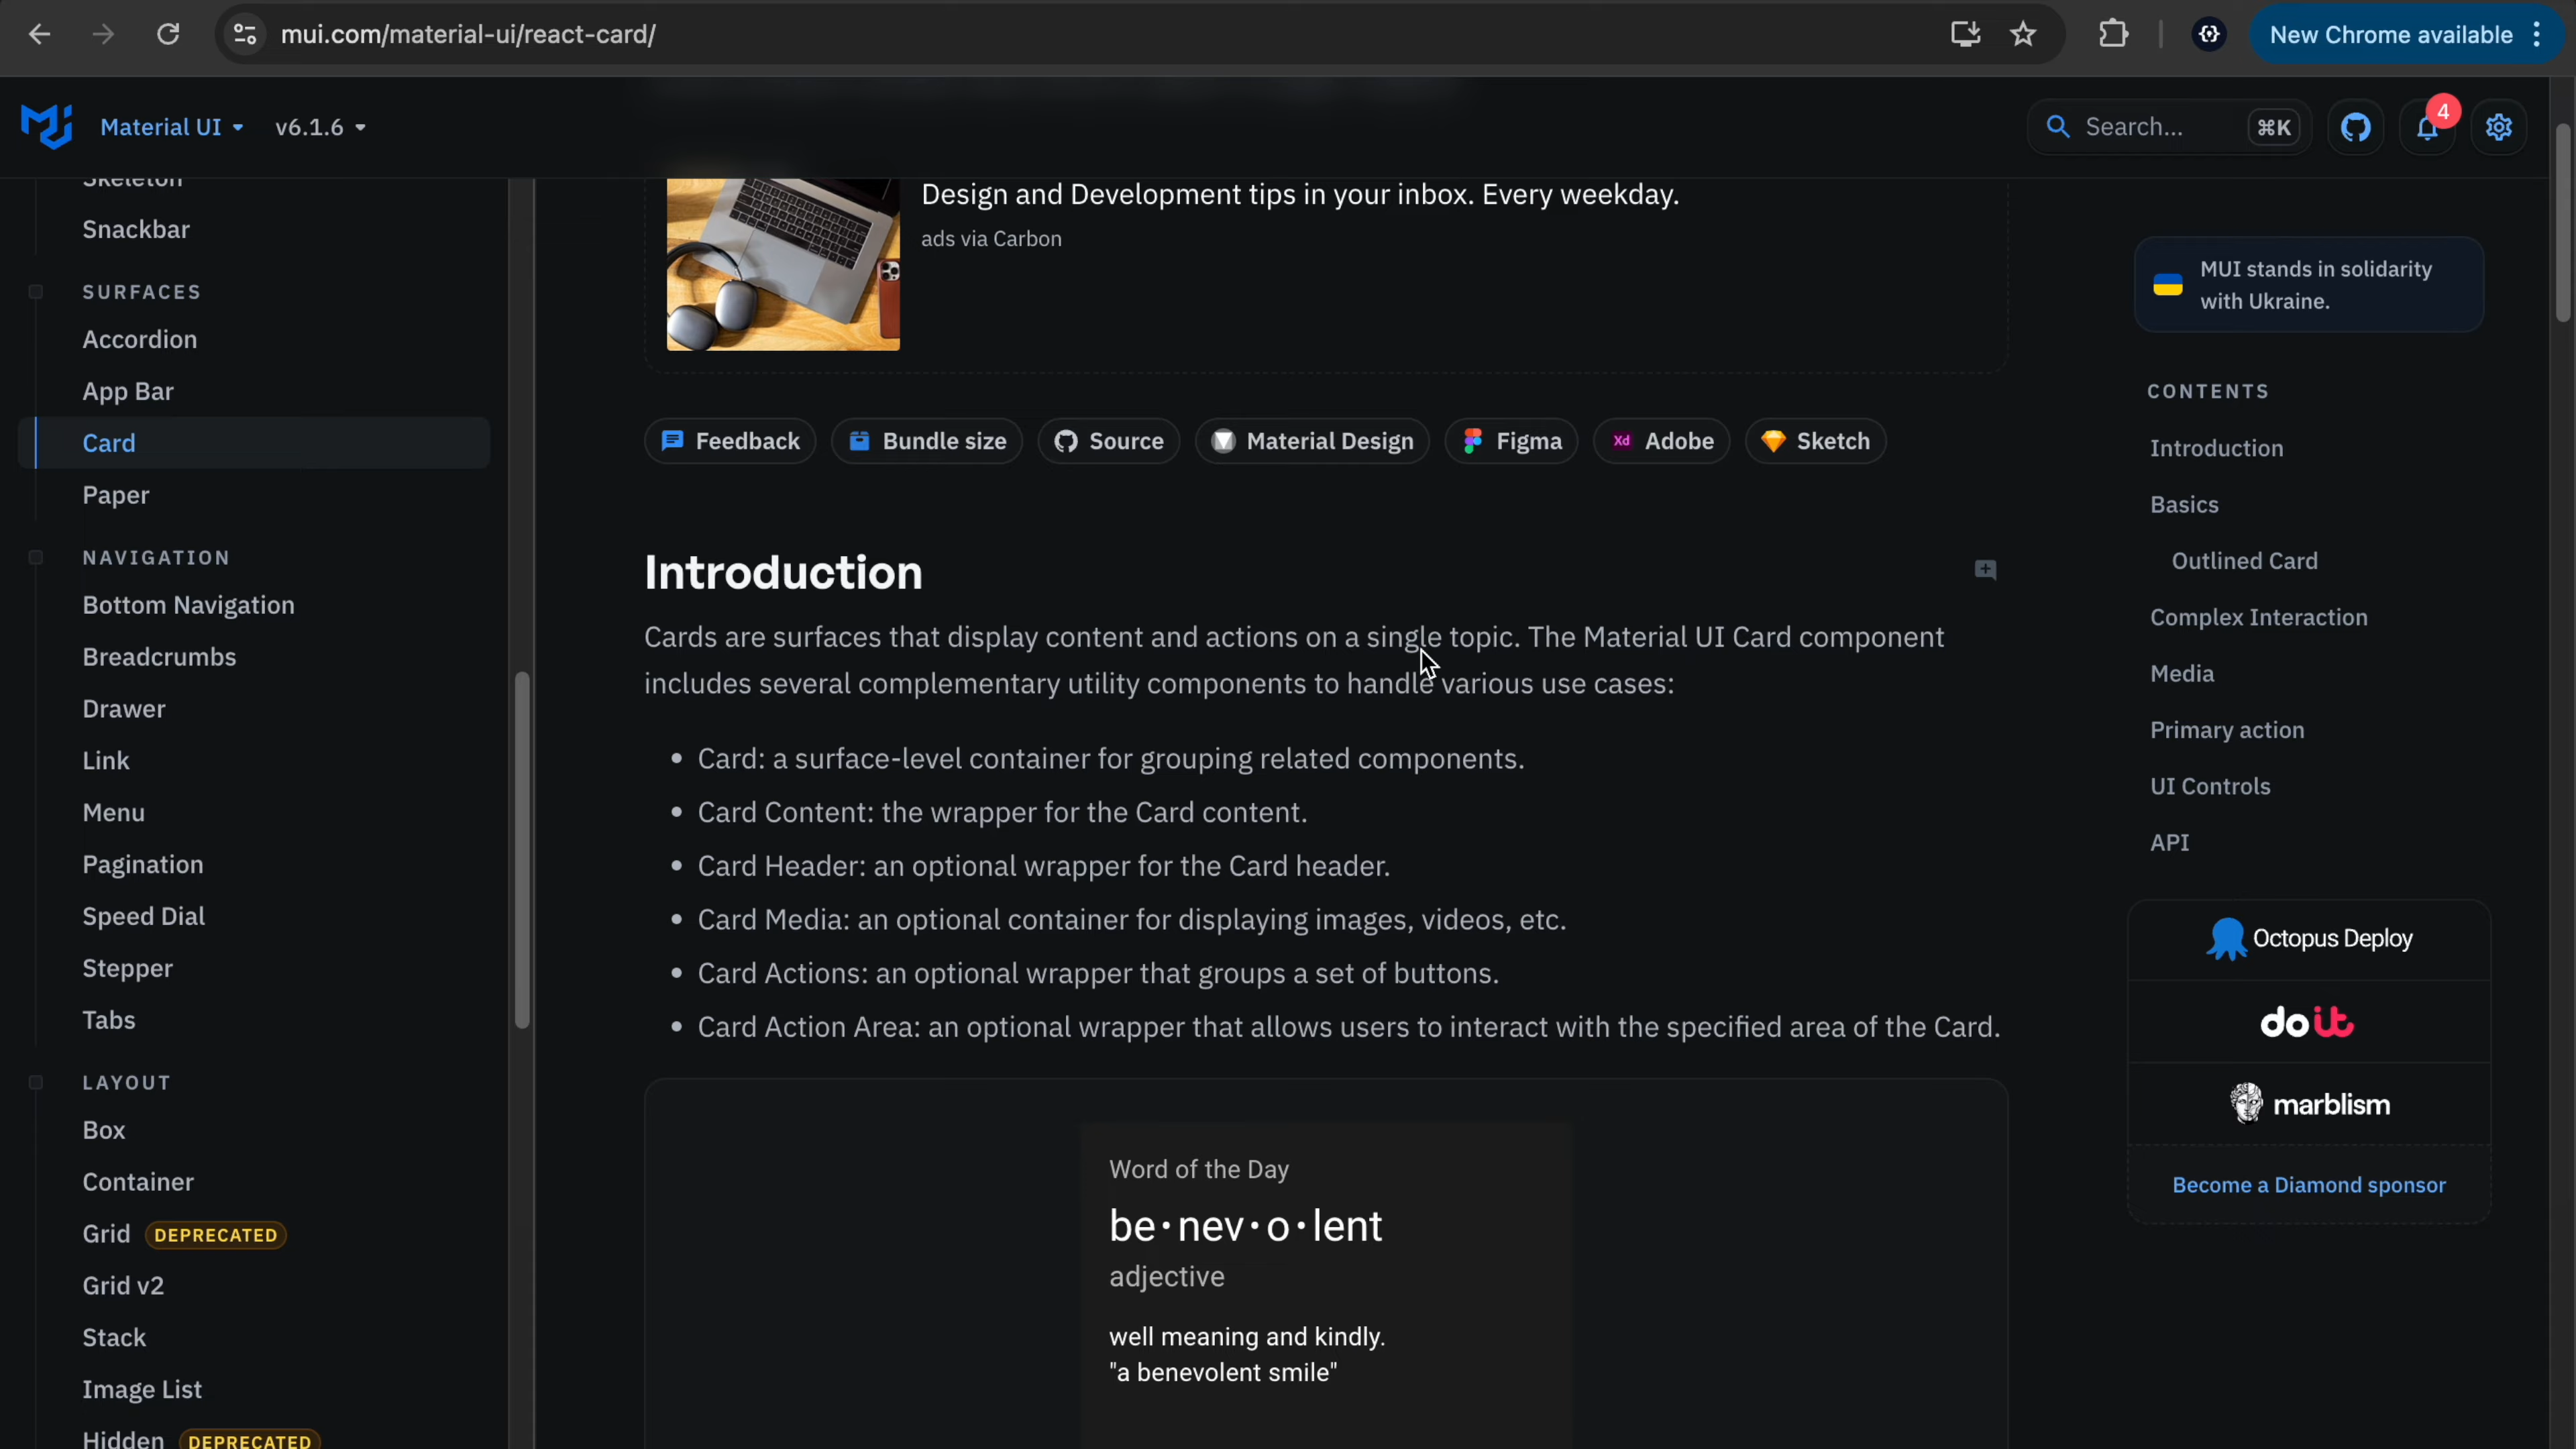 mui.com/material-ui/react-card/
New Chrome available
Material UI
v6.1.6
Search...
⌘K
4
Skeleton
Snackbar
SURFACES
Accordion
App Bar
Card
Paper
NAVIGATION
Bottom Navigation
Breadcrumbs
Drawer
Link
Menu
Pagination
Speed Dial
Stepper
Tabs
LAYOUT
Box
Container
Grid DEPRECATED
Grid v2
Stack
Image List
Hidden DEPRECATED
Design and Development tips in your inbox. Every weekday.
ads via Carbon
Feedback
Bundle size
Source
Material Design
Figma
Xd Adobe
Sketch
Introduction
Cards are surfaces that display content and actions on a single topic. The Material UI Card component
includes several complementary utility components to handle various use cases:
• Card: a surface-level container for grouping related components.
• Card Content: the wrapper for the Card content.
• Card Header: an optional wrapper for the Card header.
• Card Media: an optional container for displaying images, videos, etc.
• Card Actions: an optional wrapper that groups a set of buttons.
• Card Action Area: an optional wrapper that allows users to interact with the specified area of the Card.
Word of the Day
be•nev•o•lent
adjective
well meaning and kindly.
"a benevolent smile"
MUI stands in solidarity
with Ukraine.
CONTENTS
Introduction
Basics
Outlined Card
Complex Interaction
Media
Primary action
UI Controls
API
Octopus Deploy
doit
marblism
Become a Diamond sponsor